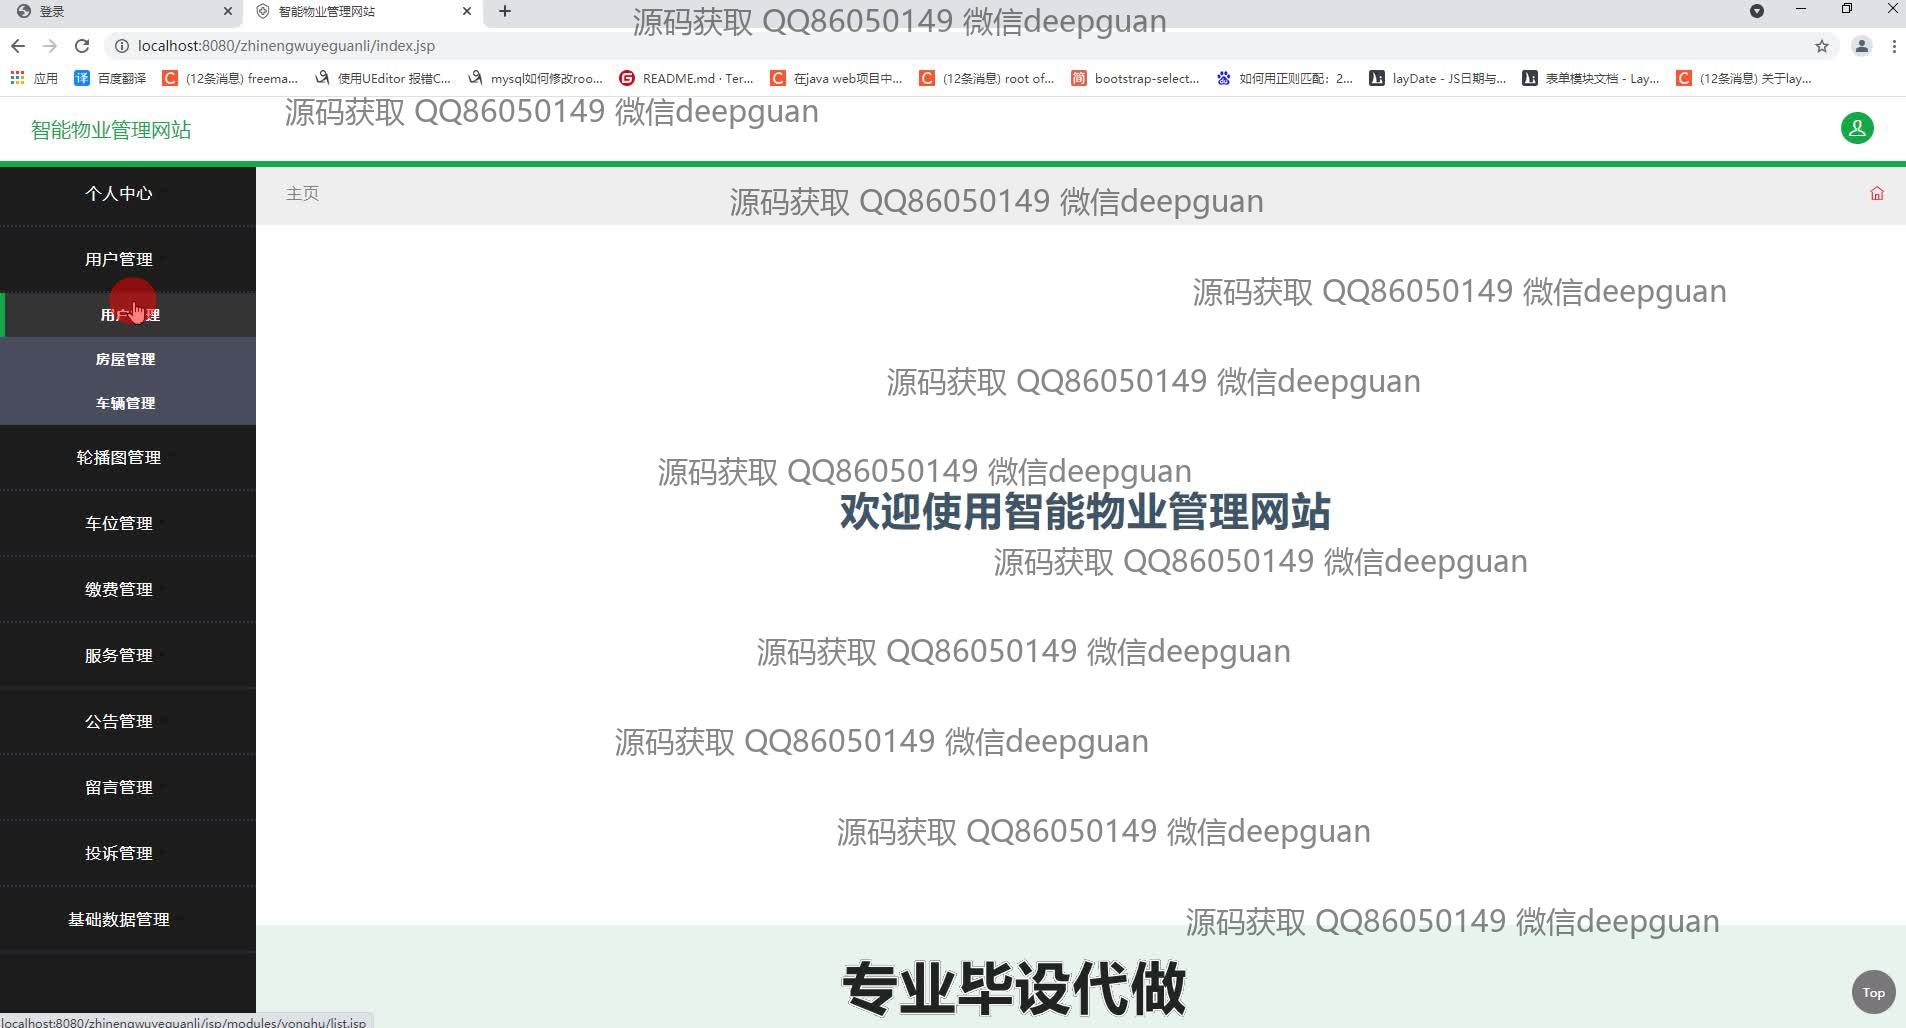 登录
智能物业管理网站
源码获取 QQ86050149 微信deepguan
localhost:8080/zhinengwuyeguanli/index.jsp
应用
百度翻译
(12条消息) freema...
使用UEditor 报错C...
mysql如何修改roo...
README.md · Ter...
在java web项目中...
(12条消息) root of...
bootstrap-select...
如何用正则匹配：2...
layDate - JS日期与...
表单模块文档 - Lay...
(12条消息) 关于lay...
源码获取 QQ86050149 微信deepguan
智能物业管理网站
个人中心
主页
源码获取 QQ86050149 微信deepguan
用户管理
源码获取 QQ86050149 微信deepguan
房屋管理
源码获取 QQ86050149 微信deepguan
车辆管理
轮播图管理
源码获取 QQ86050149 微信deepguan
欢迎使用智能物业管理网站
车位管理
源码获取 QQ86050149 微信deepguan
缴费管理
服务管理
源码获取 QQ86050149 微信deepguan
公告管理
源码获取 QQ86050149 微信deepguan
留言管理
源码获取 QQ86050149 微信deepguan
投诉管理
基础数据管理
源码获取 QQ86050149 微信deepguan
专业毕设代做
Top
localhost:8080/zhinengwuyeguanli/jsp/modules/yonghu/list.jsp